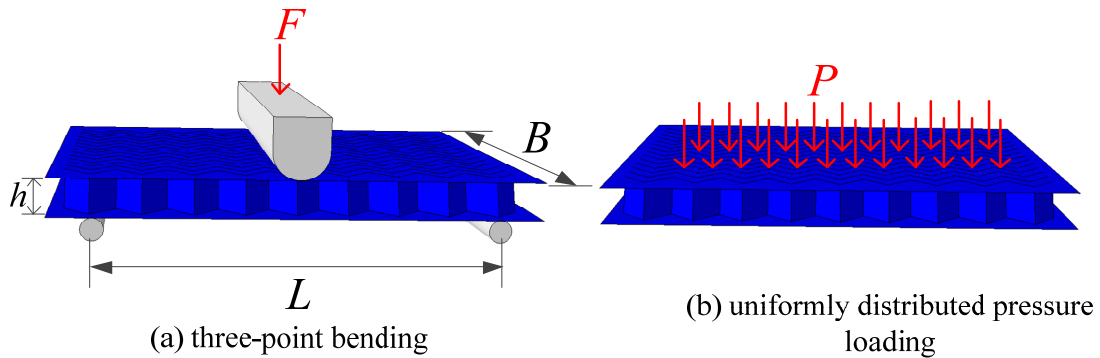 F
P
B
h
L
(a) three-point bending
(b) uniformly distributed pressure
loading